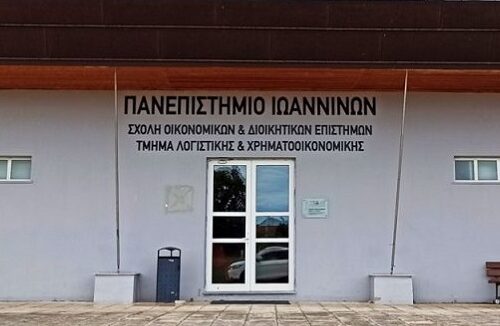 ΠΑΝΕΠΙΣΤΗΜΙΟ ΙΩΑΝΝΙΝΩΝ
ΣΧΟΛΗ ΟΙΚΟΝΟΜΙΚΩΝ & ΔΙΟΙΚΗΤΙΚΩΝ ΕΠΙΣΤΗΜΩΝ
ΤΜΗΜΑ ΛΟΓΙΣΤΙΚΗΣ & ΧΡΗΜΑΤΟΟΙΚΟΝΟΜΙΚΗΣ